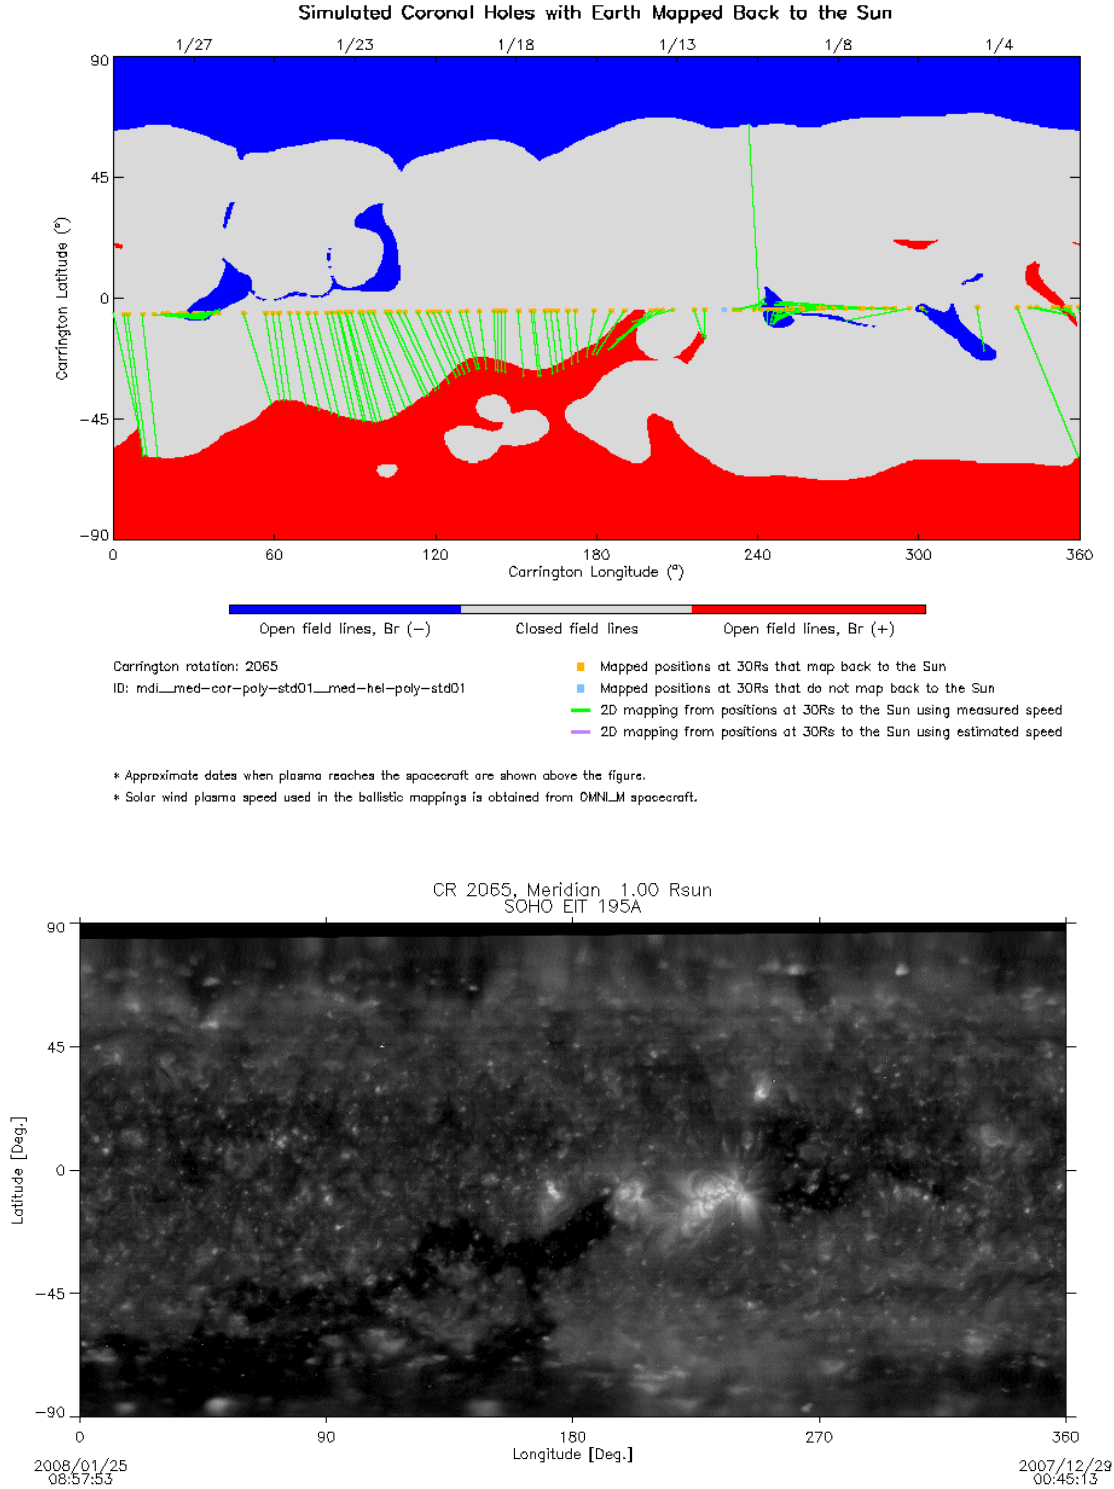 Simulated Coronal Holes with Earth Mapped Back to the Sun
1/27 1/23 1/18 1/13 1/8 1/4
90
45
0
-45
-90
Carrington Latitude (°)
0 60 120 180 240 300 360
Carrington Longitude (°)
Open field lines, Br (-) Closed field lines Open field lines, Br (+)
Carrington rotation: 2065
ID: mdi__med-cor-poly-std01__med-hel-poly-std01
Mapped positions at 30Rs that map back to the Sun
Mapped positions at 30Rs that do not map back to the Sun
2D mapping from positions at 30Rs to the Sun using measured speed
2D mapping from positions at 30Rs to the Sun using estimated speed
* Approximate dates when plasma reaches the spacecraft are shown above the figure.
* Solar wind plasma speed used in the ballistic mappings is obtained from OMNI_M spacecraft.
CR 2065, Meridian 1.00 Rsun
SOHO EIT 195A
90
45
0
-45
-90
Latitude [Deg.]
0 90 180 270 360
Longitude [Deg.]
2008/01/25
08:57:53
2007/12/29
00:45:13